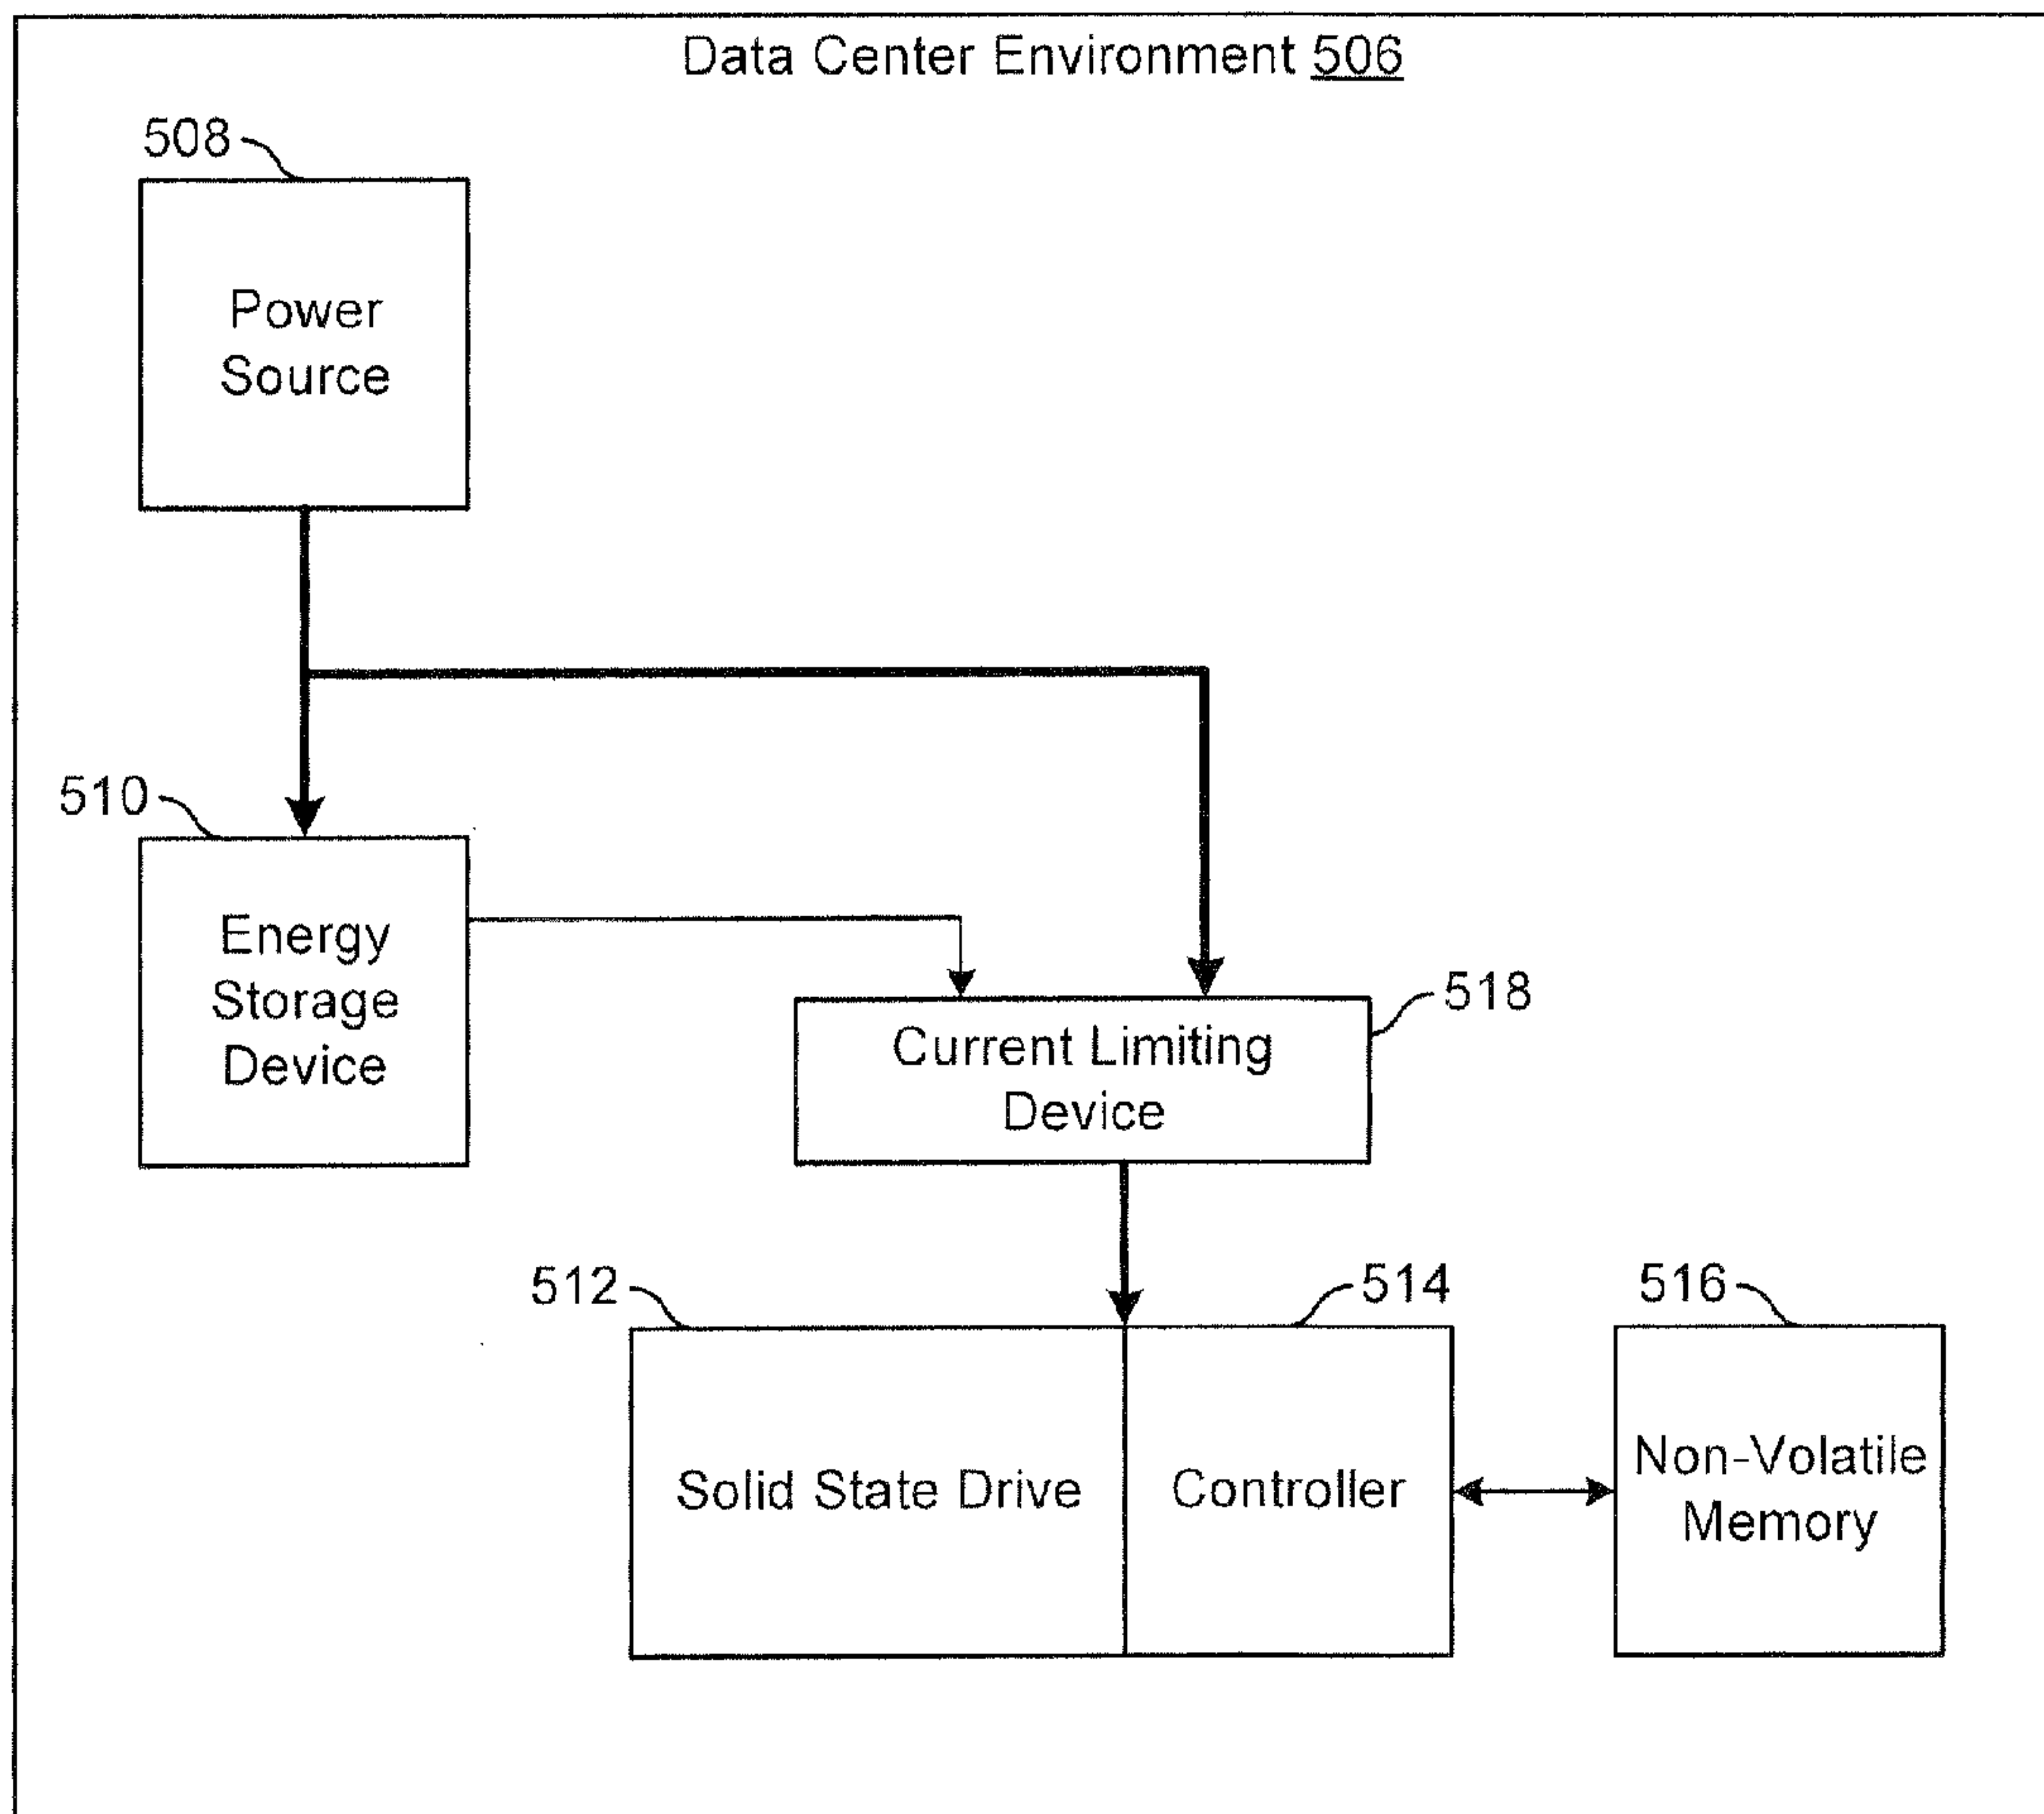 Data Center Environment 506
508
Power
Source
510
Energy
Storage
Device
518
Current Limiting
Device
512
514
516
Solid State Drive
Controller
Non-Volatile
Memory